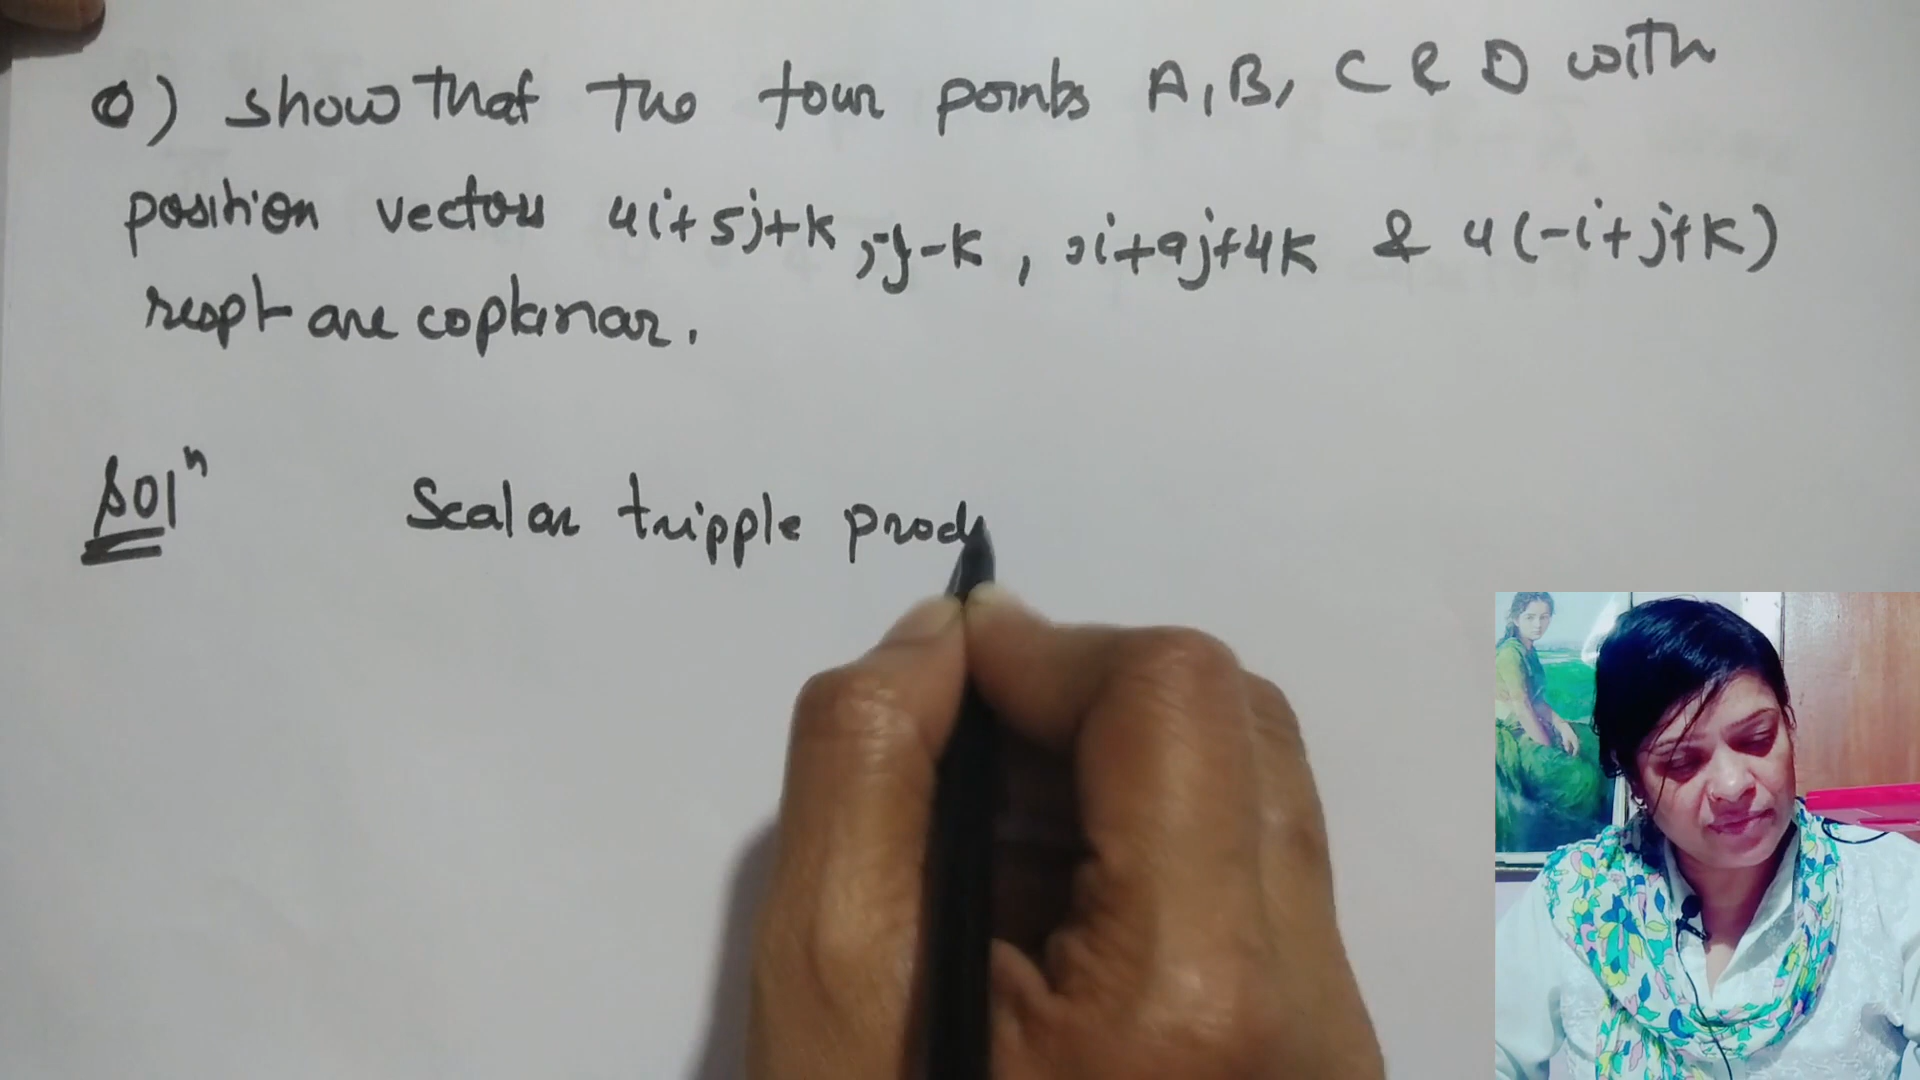 Q) show that the four points A, B, C & D with
position vectors 4i+5j+k, -j-k, 3i+9j+4k & 4(-i+j+k)
respt are coplanar.
Solⁿ Scalar tripple prod